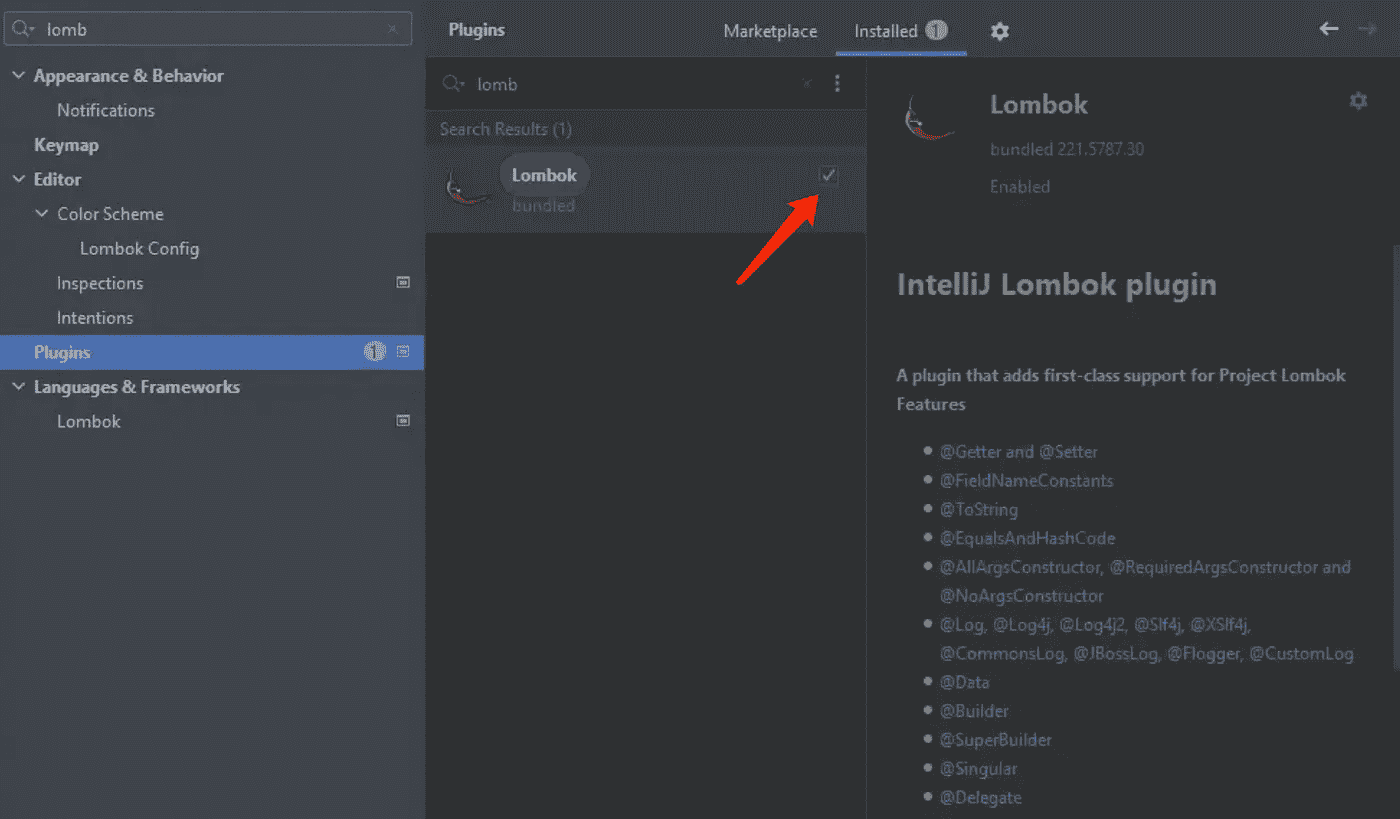 lomb
Appearance & Behavior
Notifications
Keymap
Editor
Color Scheme
Lombok Config
Inspections
Intentions
Plugins 1
Languages & Frameworks
Lombok
Plugins
Marketplace
Installed 1
lomb
Search Results (1)
Lombok
bundled
Lombok
bundled 221.5787.30
Enabled
IntelliJ Lombok plugin
A plugin that adds first-class support for Project Lombok
Features
@Getter and @Setter
@FieldNameConstants
@ToString
@EqualsAndHashCode
@AllArgsConstructor, @RequiredArgsConstructor and
@NoArgsConstructor
@Log, @Log4j, @Log4j2, @Slf4j, @XSlf4j,
@CommonsLog, @JBossLog, @Flogger, @CustomLog
@Data
@Builder
@SuperBuilder
@Singular
@Delegate